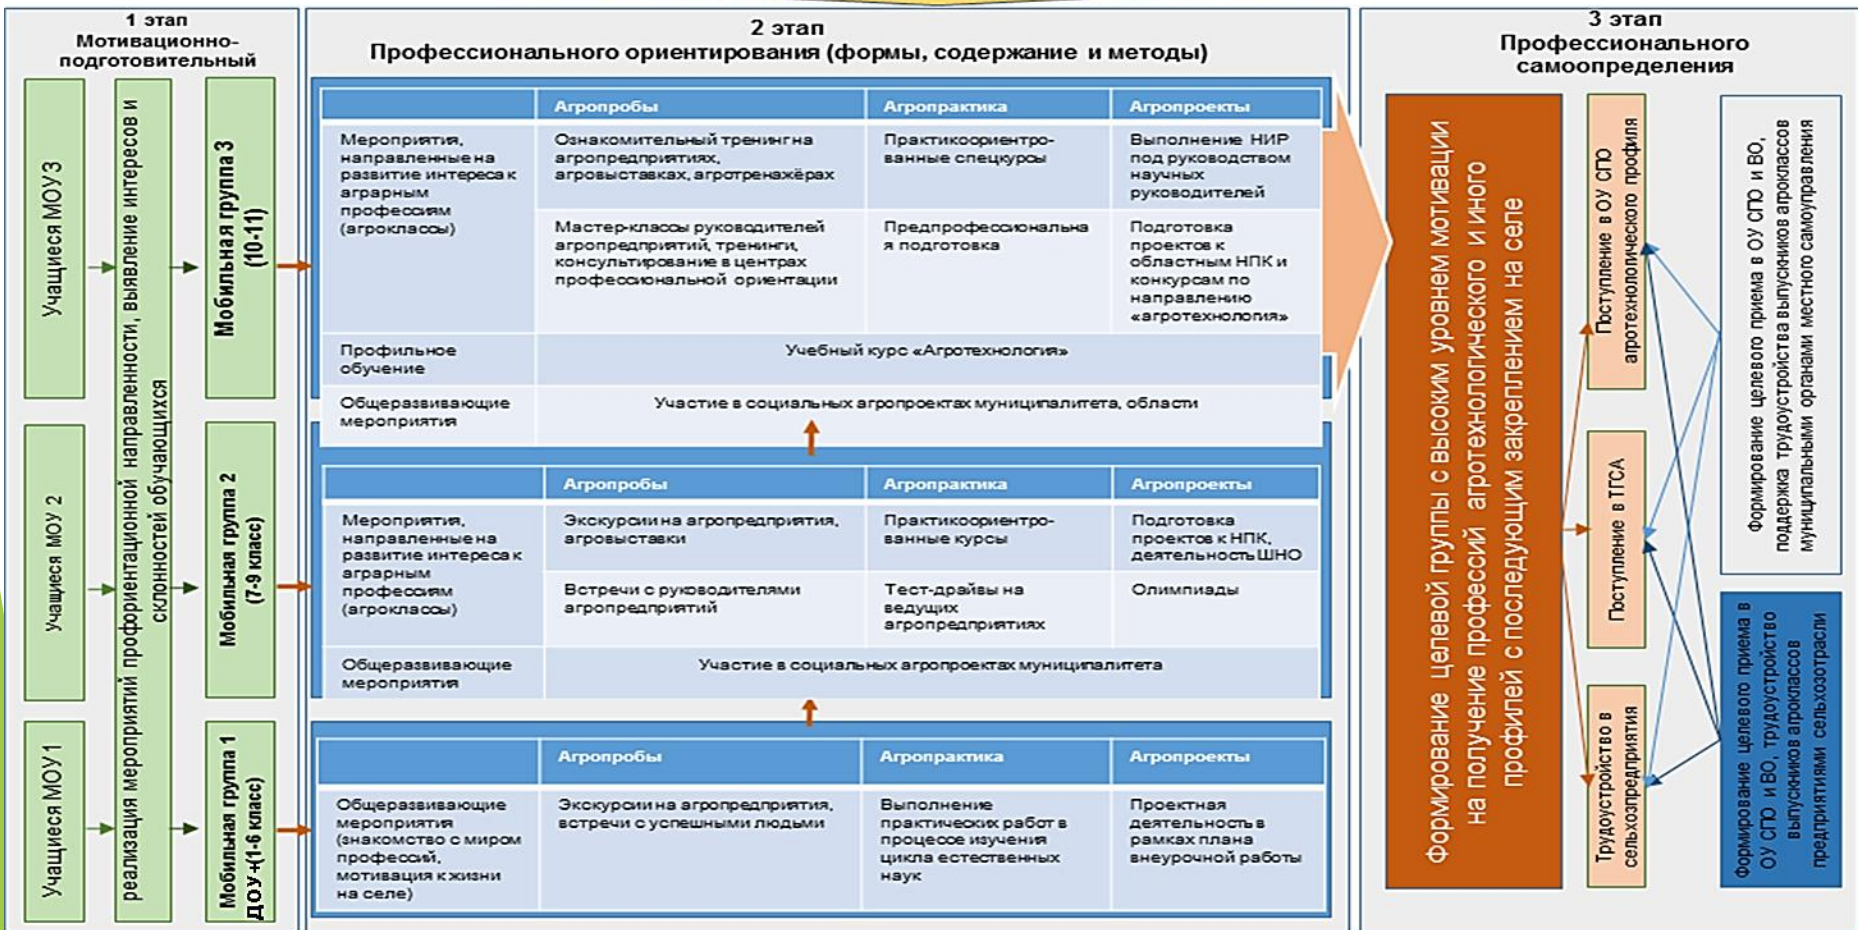 1 этап
Мотивационно-
подготовительный
Учащиеся МОУ 3
учащиеся МОУ 2
Учащиеся МОУ 1
реализация мероприятий профориентационной направленности, выявление интересов и
склонностей обучающихся
Мобильная группа 3
(10-11)
Мобильная группа 2
(7-9 класс)
Мобильная группа 1
ДОУ+(1-6 класс)
2 этап
Профессионального ориентирования (формы, содержание и методы)
Агропробы
Агропрактика
Агропроекты
Мероприятия,
направленные на
развитие интереса к
аграрным
профессиям
(агроклассы)
Ознакомительный тренинг на
агропредприятиях,
агровыставках, агротренажёрах
Практикоориентро-
ванные спецкурсы
Выполнение НИР
под руководством
научных
руководителей
Мастер-классы руководителей
агропредприятий, тренинги,
консультирование в центрах
профессиональной ориентации
Предпрофессиональна
я подготовка
Подготовка
проектов к
областным НПК и
конкурсам по
направлению
«агротехнология»
Профильное
обучение
Учебный курс «Агротехнология»
Общеразвивающие
мероприятия
Участие в социальных агропроектах муниципалитета, области
Агропробы
Агропрактика
Агропроекты
Мероприятия,
направленные на
развитие интереса к
аграрным
профессиям
(агроклассы)
Экскурсии на агропредприятия,
агровыставки
Практикоориентро-
ванные курсы
Подготовка
проектов к НПК,
деятельность ШНО
Встречи с руководителями
агропредприятий
Тест-драйвы на
ведущих
агропредприятиях
Олимпиады
Общеразвивающие
мероприятия
Участие в социальных агропроектах муниципалитета
Агропробы
Агропрактика
Агропроекты
Общеразвивающие
мероприятия
(знакомство с миром
профессий,
мотивация к жизни
на селе)
Экскурсии на агропредприятия,
встречи с успешными людьми
Выполнение
практических работ в
процессе изучения
цикла естественных
наук
Проектная
деятельность в
рамках плана
внеурочной работы
3 этап
Профессионального
самоопределения
Формирование целевой группы с высоким уровнем мотивации
на получение профессий агротехнологического и иного
профилей с последующим закреплением на селе
Поступление в ОУ СПО
агротехнологического профиля
Поступление в ТГСА
Трудоустройство в
сельхозпредприятия
Формирование целевого приема в ОУ СПО и ВО,
поддержка трудоустройства выпускников агроклассов
муниципальными органами местного самоуправления
Формирование целевого приема в
ОУ СПО и ВО, трудоустройство
выпускников агроклассов
предприятиями сельхозотрасли